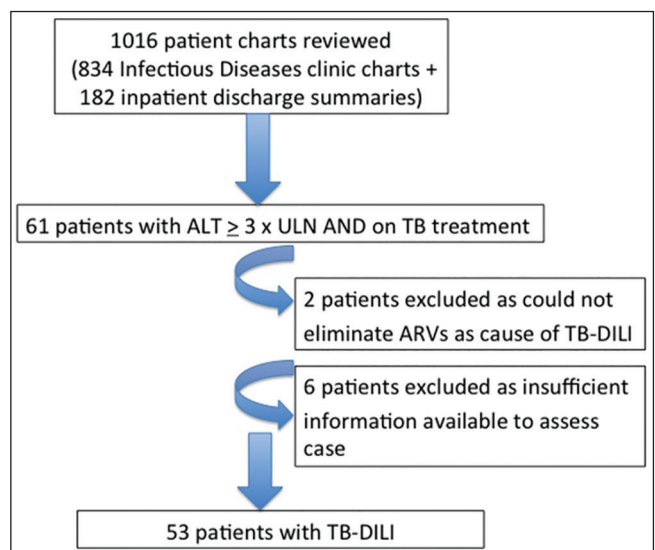 1016 patient charts reviewed
(834 Infectious Diseases clinic charts +
182 inpatient discharge summaries)
61 patients with ALT ≥ 3 x ULN AND on TB treatment
2 patients excluded as could not
eliminate ARVs as cause of TB-DILI
6 patients excluded as insufficient
information available to assess
case
53 patients with TB-DILI